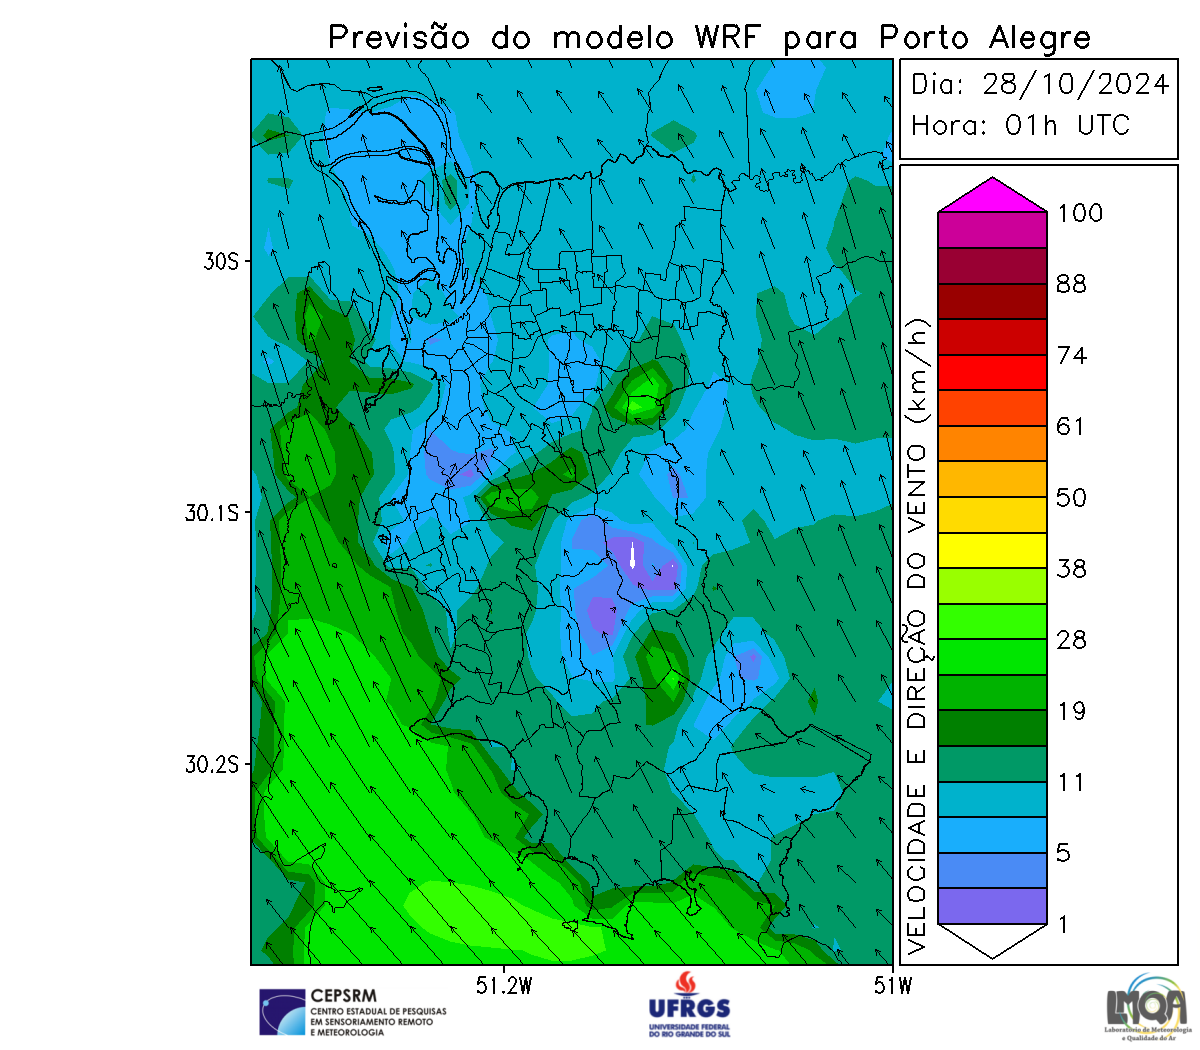 Previsão do modelo WRF para Porto Alegre
Dia: 28/10/2024
Hora: 01h UTC
30S
30.1S
30.2S
51.2W
51W
VELOCIDADE E DIREÇÃO DO VENTO (km/h)
100
88
74
61
50
38
28
19
11
5
1
CEPSRM
CENTRO ESTADUAL DE PESQUISAS
EM SENSORIAMENTO REMOTO
E METEOROLOGIA
UFRGS
UNIVERSIDADE FEDERAL
DO RIO GRANDE DO SUL
LMQA
Laboratório de Meteorologia
e Qualidade do Ar